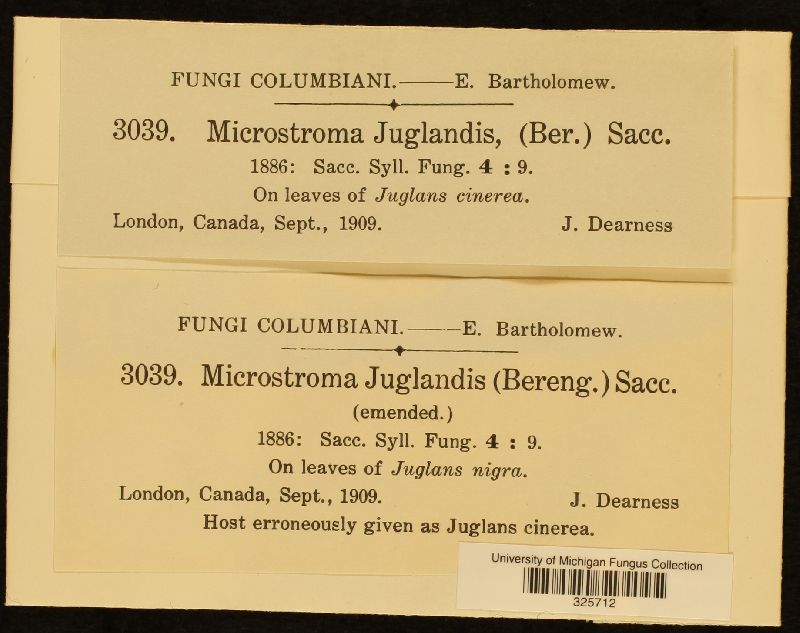 FUNGI COLUMBIANI.——E. Bartholomew.
3039. Microstroma Juglandis, (Ber.) Sacc.
1886: Sacc. Syll. Fung. 4 : 9.
On leaves of Juglans cinerea.
London, Canada, Sept., 1909. J. Dearness
FUNGI COLUMBIANI.——E. Bartholomew.
3039. Microstroma Juglandis (Bereng.) Sacc.
(emended.)
1886: Sacc. Syll. Fung. 4 : 9.
On leaves of Juglans nigra.
London, Canada, Sept., 1909. J. Dearness
Host erroneously given as Juglans cinerea.
University of Michigan Fungus Collection
325712